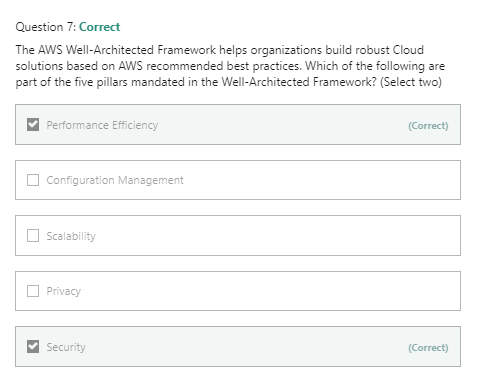 Question 7: Correct
The AWS Well-Architected Framework helps organizations build robust Cloud
solutions based on AWS recommended best practices. Which of the following are
part of the five pillars mandated in the Well-Architected Framework? (Select two)
Performance Efficiency (Correct)
Configuration Management
Scalability
Privacy
Security (Correct)